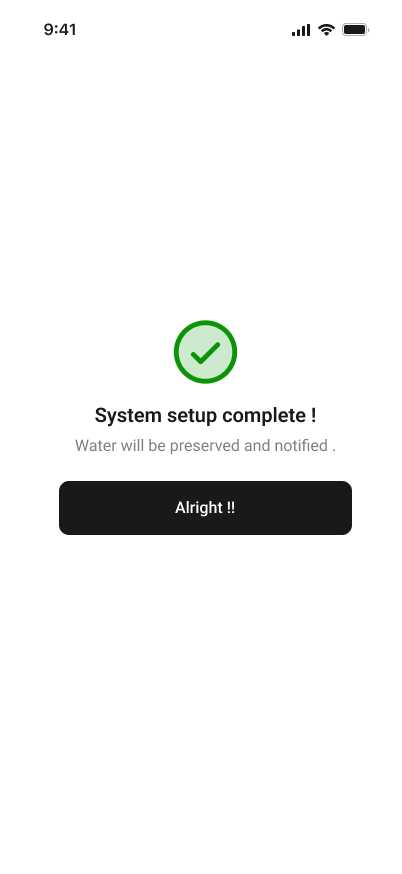 9:41
System setup complete !
Water will be preserved and notified .
Alright !!